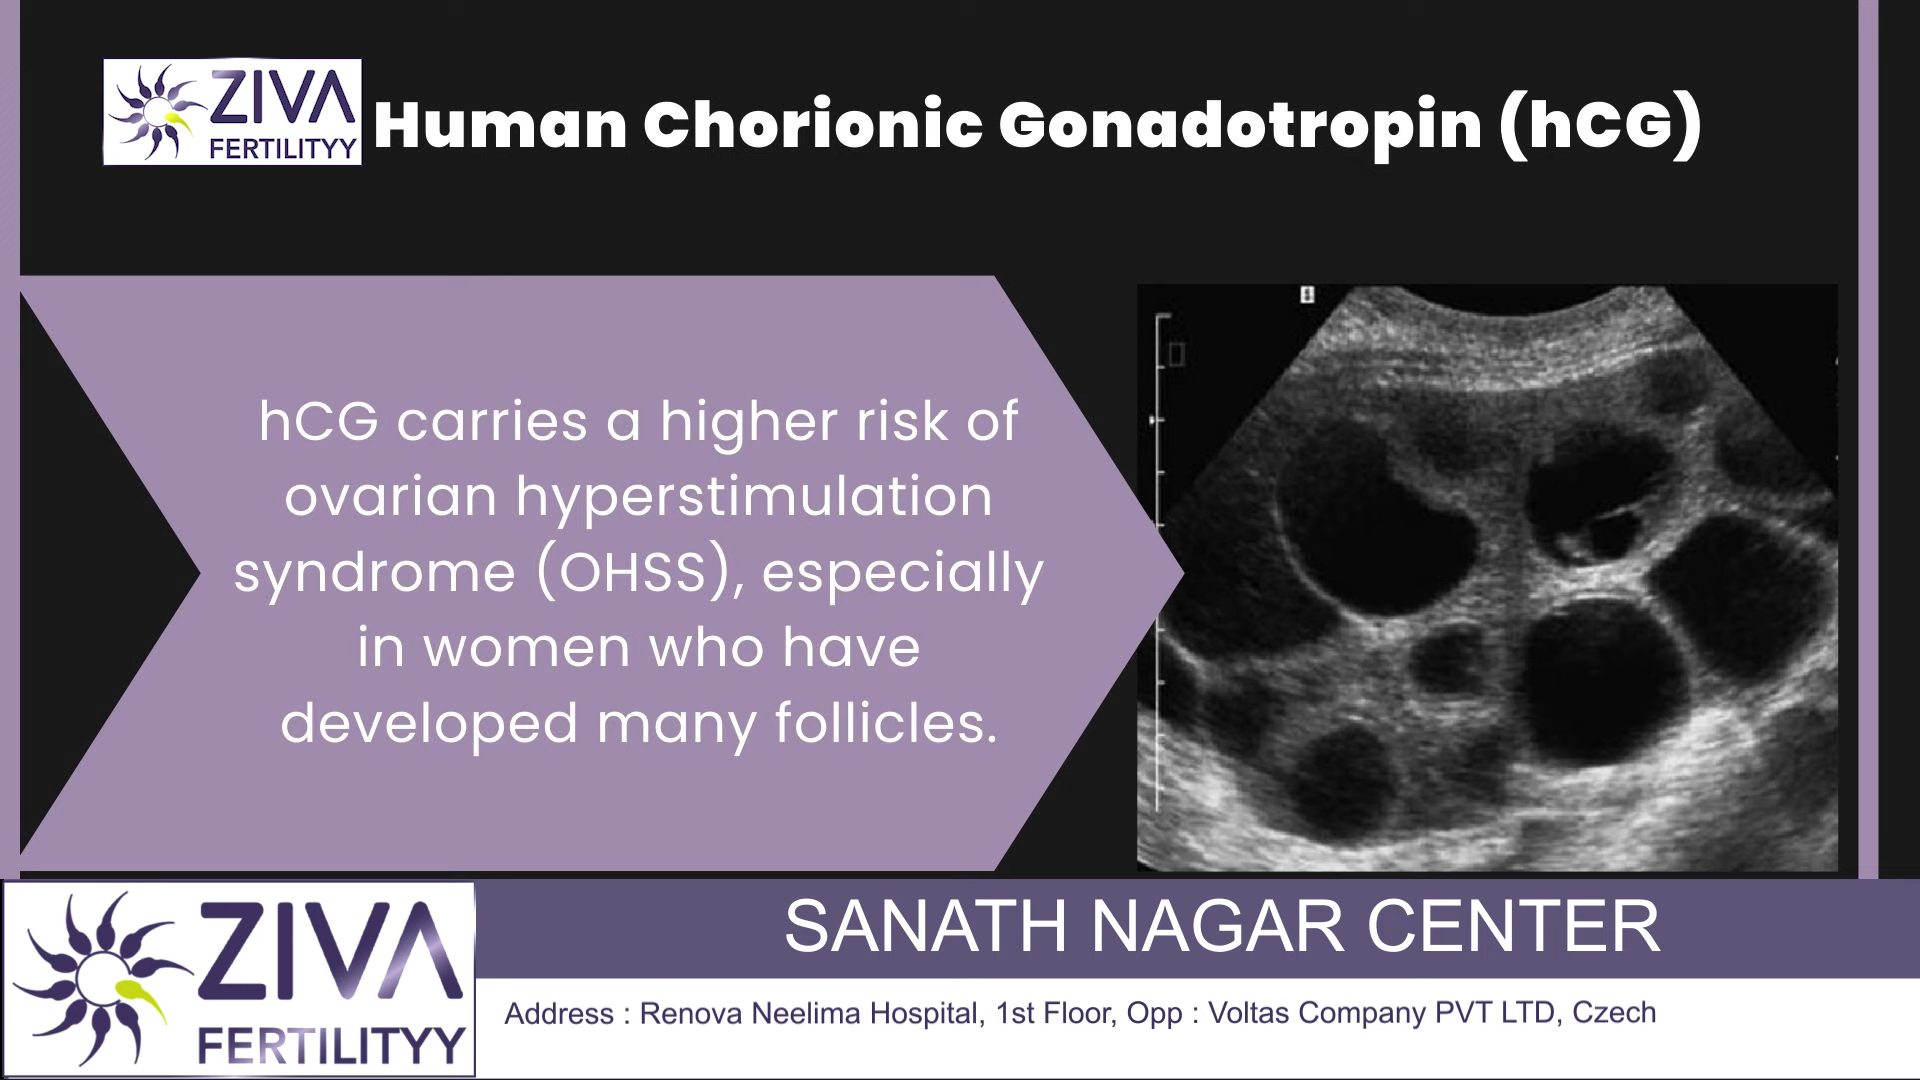 ZIVA
FERTILITYY
Human Chorionic Gonadotropin (hCG)
hCG carries a higher risk of
ovarian hyperstimulation
syndrome (OHSS), especially
in women who have
developed many follicles.
ZIVA
FERTILITYY
SANATH NAGAR CENTER
Address : Renova Neelima Hospital, 1st Floor, Opp : Voltas Company PVT LTD, Czech